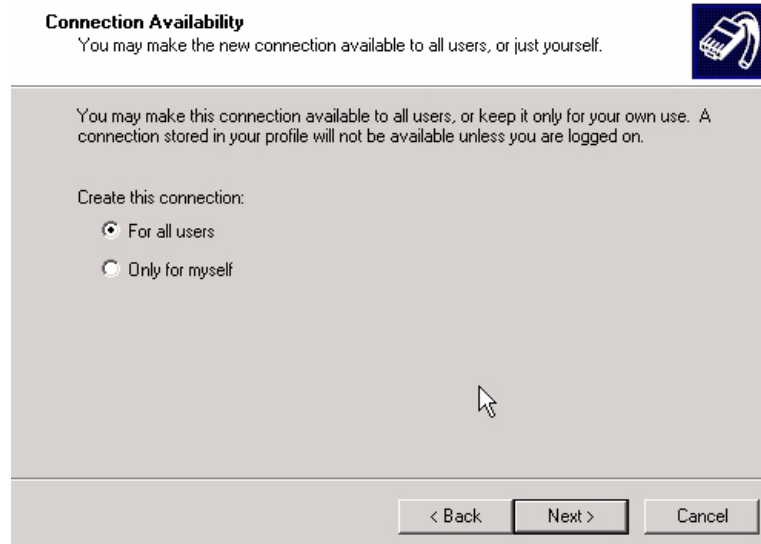 Connection Availability
You may make the new connection available to all users, or just yourself.
You may make this connection available to all users, or keep it only for your own use. A
connection stored in your profile will not be available unless you are logged on.
Create this connection:
For all users
Only for myself
< Back
Next >
Cancel